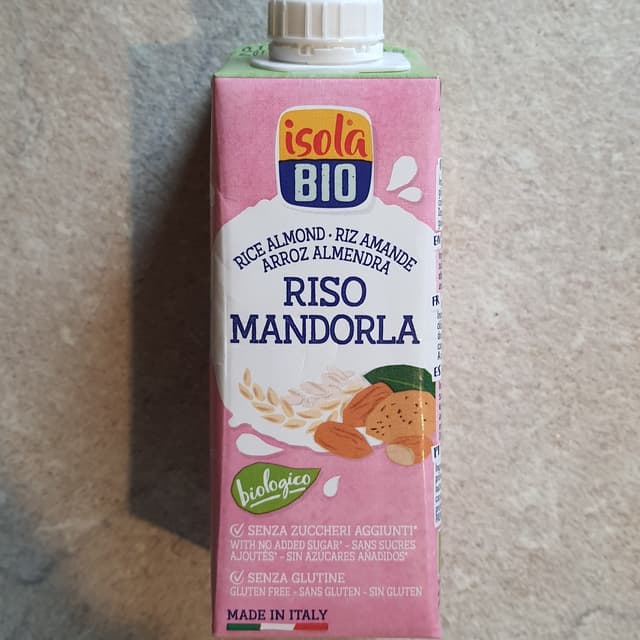 isola
BIO
RICE ALMOND · RIZ AMANDE
ARROZ ALMENDRA
RISO
MANDORLA
biologico
SENZA ZUCCHERI AGGIUNTI*
WITH NO ADDED SUGAR* - SANS SUCRES
AJOUTÉS* - SIN AZÚCARES AÑADIDOS*
SENZA GLUTINE
GLUTEN FREE - SANS GLUTEN - SIN GLUTEN
MADE IN ITALY